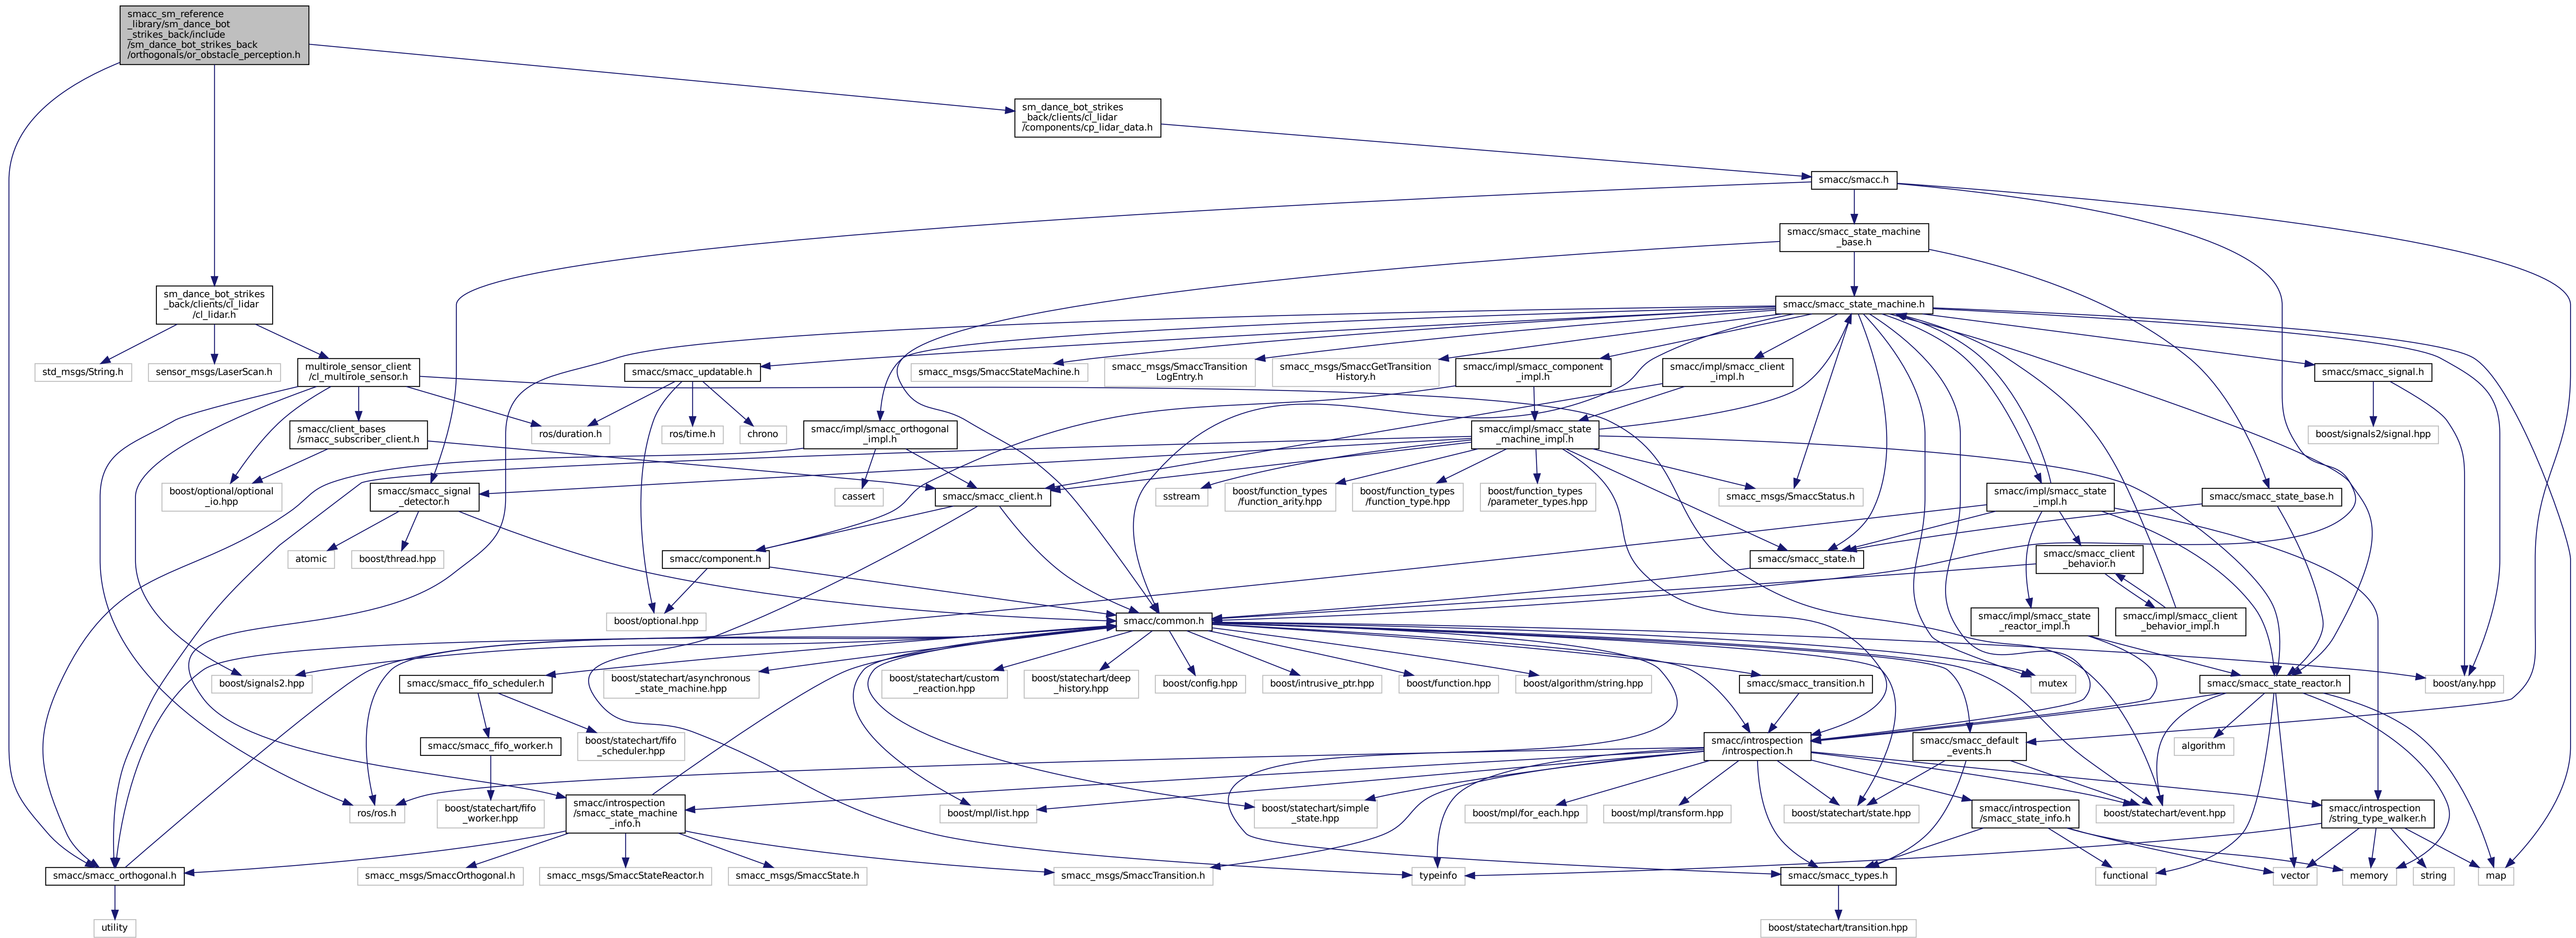 smacc_sm_reference
_library/sm_dance_bot
_strikes_back/include
/sm_dance_bot_strikes_back
/orthogonals/or_obstacle_perception.h
sm_dance_bot_strikes
_back/clients/cl_lidar
/components/cp_lidar_data.h
smacc/smacc.h
smacc/smacc_state_machine
_base.h
sm_dance_bot_strikes
_back/clients/cl_lidar
/cl_lidar.h
smacc/smacc_state_machine.h
std_msgs/String.h
sensor_msgs/LaserScan.h
multirole_sensor_client
/cl_multirole_sensor.h
smacc/smacc_updatable.h
smacc_msgs/SmaccStateMachine.h
smacc_msgs/SmaccTransition
LogEntry.h
smacc_msgs/SmaccGetTransition
History.h
smacc/impl/smacc_component
_impl.h
smacc/impl/smacc_client
_impl.h
smacc/smacc_signal.h
smacc/client_bases
/smacc_subscriber_client.h
ros/duration.h
ros/time.h
chrono
smacc/impl/smacc_orthogonal
_impl.h
smacc/impl/smacc_state
_machine_impl.h
boost/signals2/signal.hpp
boost/optional/optional
_io.hpp
smacc/smacc_signal
_detector.h
cassert
smacc/smacc_client.h
sstream
boost/function_types
/function_arity.hpp
boost/function_types
/function_type.hpp
boost/function_types
/parameter_types.hpp
smacc_msgs/SmaccStatus.h
smacc/impl/smacc_state
_impl.h
smacc/smacc_state_base.h
atomic
boost/thread.hpp
smacc/component.h
smacc/smacc_state.h
smacc/smacc_client
_behavior.h
boost/optional.hpp
smacc/common.h
smacc/impl/smacc_state
_reactor_impl.h
smacc/impl/smacc_client
_behavior_impl.h
boost/signals2.hpp
smacc/smacc_fifo_scheduler.h
boost/statechart/asynchronous
_state_machine.hpp
boost/statechart/custom
_reaction.hpp
boost/statechart/deep
_history.hpp
boost/config.hpp
boost/intrusive_ptr.hpp
boost/function.hpp
boost/algorithm/string.hpp
smacc/smacc_transition.h
mutex
smacc/smacc_state_reactor.h
boost/any.hpp
smacc/smacc_fifo_worker.h
boost/statechart/fifo
_scheduler.hpp
smacc/introspection
/introspection.h
smacc/smacc_default
_events.h
algorithm
ros/ros.h
boost/statechart/fifo
_worker.hpp
smacc/introspection
/smacc_state_machine
_info.h
boost/mpl/list.hpp
boost/statechart/simple
_state.hpp
boost/mpl/for_each.hpp
boost/mpl/transform.hpp
boost/statechart/state.hpp
smacc/introspection
/smacc_state_info.h
boost/statechart/event.hpp
smacc/introspection
/string_type_walker.h
smacc/smacc_orthogonal.h
smacc_msgs/SmaccOrthogonal.h
smacc_msgs/SmaccStateReactor.h
smacc_msgs/SmaccState.h
smacc_msgs/SmaccTransition.h
typeinfo
smacc/smacc_types.h
functional
vector
memory
string
map
utility
boost/statechart/transition.hpp